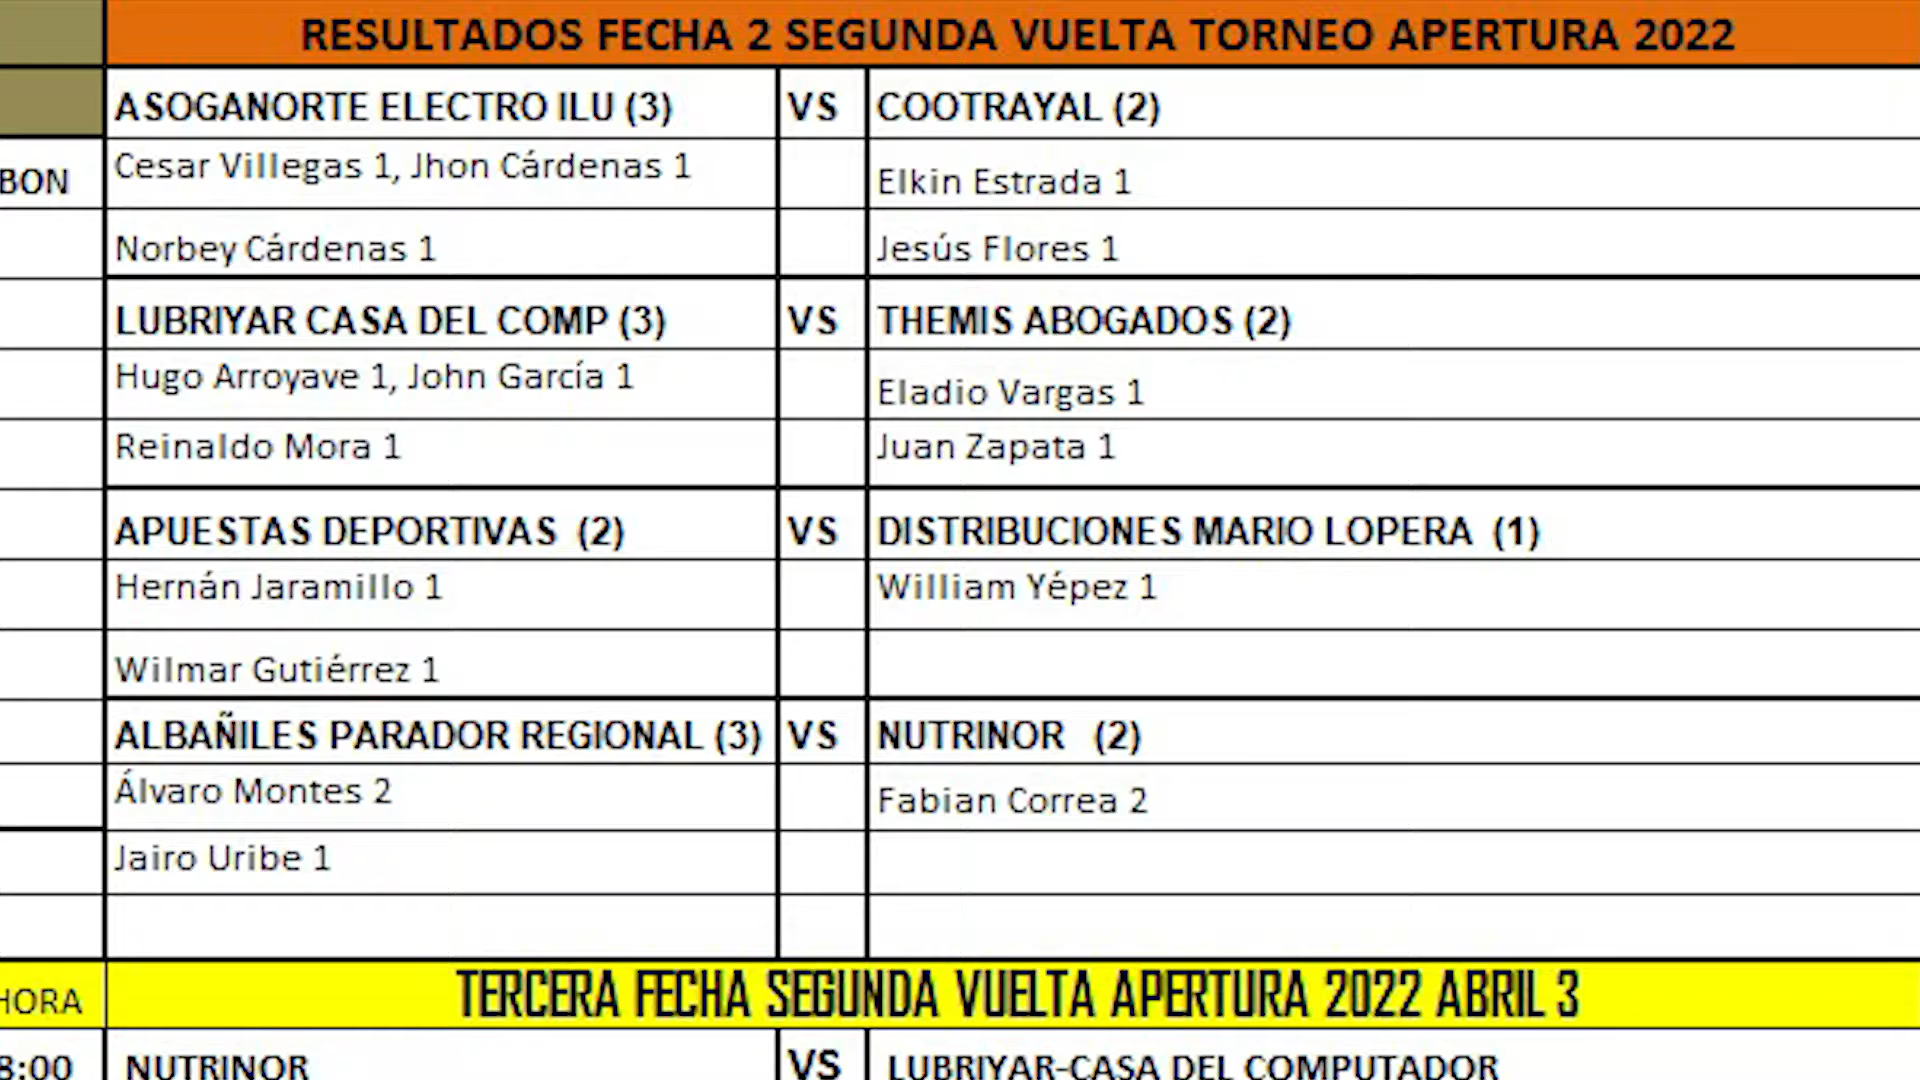 RESULTADOS FECHA 2 SEGUNDA VUELTA TORNEO APERTURA 2022
ASOGANORTE ELECTRO ILU (3) VS COOTRAYAL (2)
BON Cesar Villegas 1, Jhon Cárdenas 1 Elkin Estrada 1
Norbey Cárdenas 1 Jesús Flores 1
LUBRIYAR CASA DEL COMP (3) VS THEMIS ABOGADOS (2)
Hugo Arroyave 1, John García 1 Eladio Vargas 1
Reinaldo Mora 1 Juan Zapata 1
APUESTAS DEPORTIVAS (2) VS DISTRIBUCIONES MARIO LOPERA (1)
Hernán Jaramillo 1 William Yépez 1
Wilmar Gutiérrez 1
ALBAÑILES PARADOR REGIONAL (3) VS NUTRINOR (2)
Álvaro Montes 2 Fabian Correa 2
Jairo Uribe 1
HORA TERCERA FECHA SEGUNDA VUELTA APERTURA 2022 ABRIL 3
8:00 NUTRINOR VS LUBRIYAR-CASA DEL COMPUTADOR